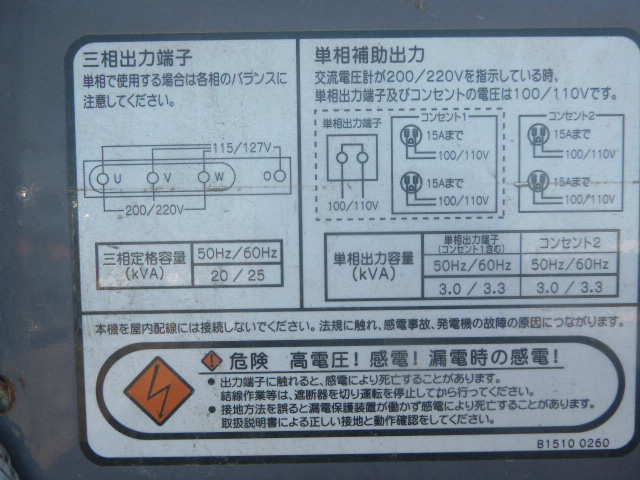 三相出力端子
単相で使用する場合は各相のバランスに
注意してください。
115/127V
U V W O
200/220V
三相定格容量
(kVA)
50Hz/60Hz
20 / 25
単相補助出力
交流電圧計が200/220Vを指示している時、
単相出力端子及びコンセントの電圧は100/110Vです。
単相出力端子
100/110V
コンセント1
15Aまで
100/110V
15Aまで
100/110V
コンセント2
15Aまで
100/110V
15Aまで
100/110V
単相出力容量
(kVA)
単相出力端子
(コンセント1含む)
50Hz/60Hz
3.0 / 3.3
コンセント2
50Hz/60Hz
3.0 / 3.3
本機を屋内配線には接続しないでください。法規に触れ、感電事故、発電機の故障の原因につながります。
危険 高電圧!感電!漏電時の感電!
● 出力端子に触れると、感電により死亡することがあります。
結線作業等は、遮断器を切り運転を停止してから行ってください。
● 接地方法を誤ると漏電保護装置が働かず感電により死亡することがあります。
取扱説明書による正しい接地と動作確認をしてください。
B1510 0260